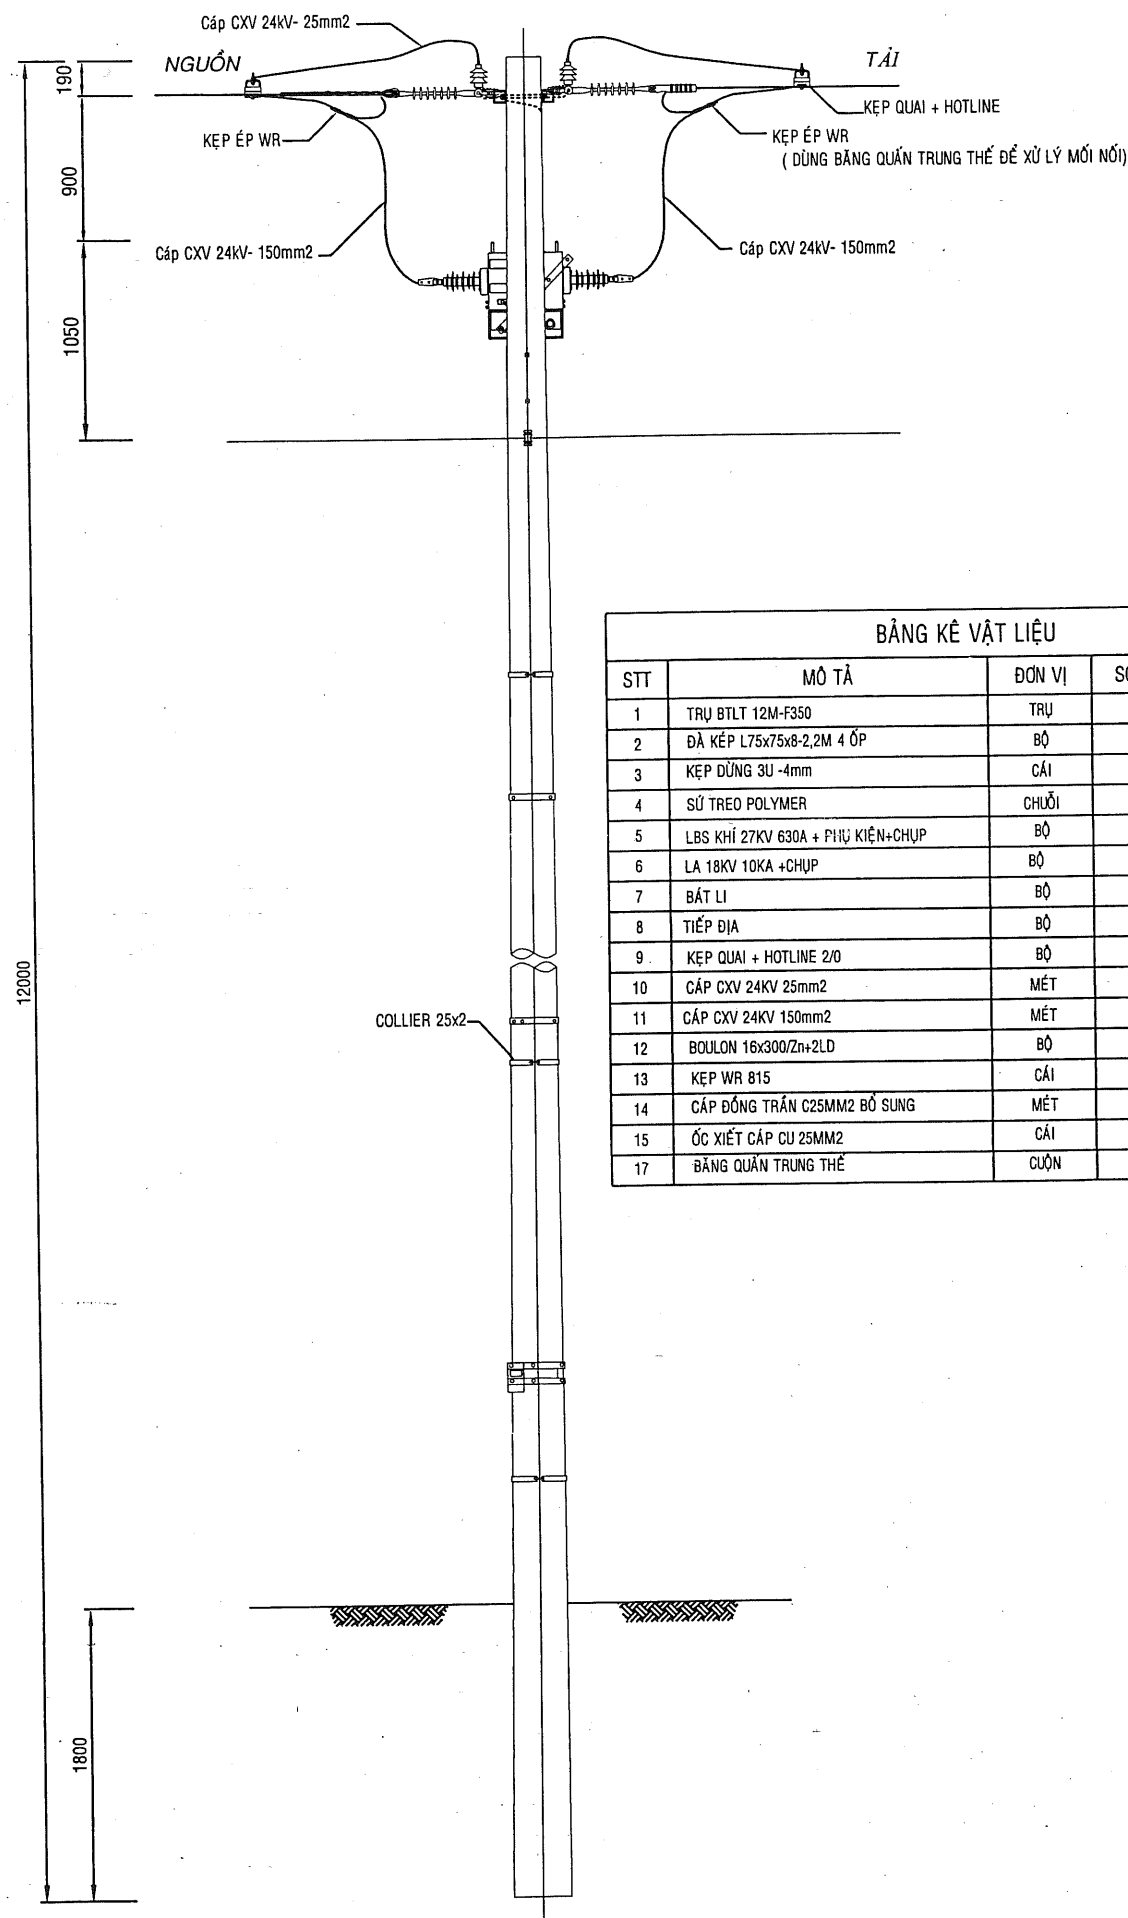 Cáp CXV 24kV- 25mm2
NGUỒN
TẢI
190
KẸP QUAI + HOTLINE
KẸP ÉP WR
KẸP ÉP WR
( DÙNG BĂNG QUẤN TRUNG THẾ ĐỂ XỬ LÝ MỐI NỐI)
900
Cáp CXV 24kV- 150mm2
Cáp CXV 24kV- 150mm2
1050
BẢNG KÊ VẬT LIỆU
STT MÔ TẢ ĐƠN VỊ
1 TRỤ BTLT 12M-F350 TRỤ
2 ĐÀ KÉP L75x75x8-2,2M 4 ỐP BỘ
3 KẸP DỪNG 3U -4mm CÁI
4 SỨ TREO POLYMER CHUỖI
5 LBS KHÍ 27KV 630A + PHỤ KIỆN+CHỤP BỘ
6 LA 18KV 10KA +CHỤP BỘ
7 BÁT LI BỘ
8 TIẾP ĐỊA BỘ
9 KẸP QUAI + HOTLINE 2/0 BỘ
10 CÁP CXV 24KV 25mm2 MÉT
11 CÁP CXV 24KV 150mm2 MÉT
12 BOULON 16x300/Zn+2LD BỘ
13 KẸP WR 815 CÁI
14 CÁP ĐỒNG TRẦN C25MM2 BỔ SUNG MÉT
15 ỐC XIẾT CÁP CU 25MM2 CÁI
17 BĂNG QUẤN TRUNG THẾ CUỘN
12000
COLLIER 25x2
1800